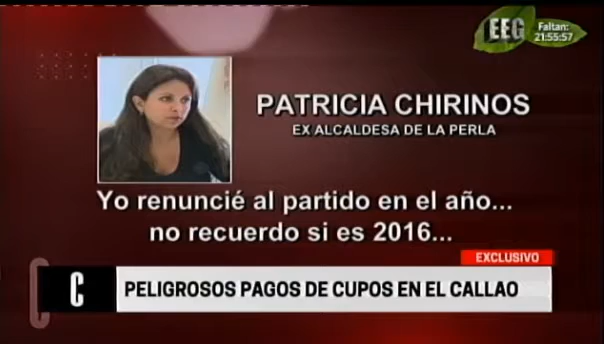 EEG
Faltan:
21:55:57
PATRICIA CHIRINOS
EX ALCALDESA DE LA PERLA
Yo renuncié al partido en el año...
no recuerdo si es 2016...
EXCLUSIVO
C PELIGROSOS PAGOS DE CUPOS EN EL CALLAO